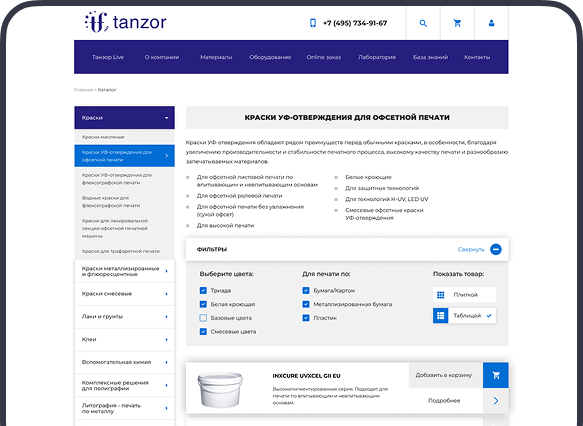 tanzor
+7 (495) 734-91-67
Танзор Live
О компании
Материалы
Оборудование
Online заказ
Лаборатория
База знаний
Контакты
Главная > Каталог
Краски
Краски масляные
Краски УФ-отверждения для
офсетной печати
Краски УФ-отверждения для
флексографской печати
Водные краски для
флексографской печати
Краски для лакировальной
секции офсетной печатной
машины
Краски для трафаретной печати
Краски металлизированные
и флюоресцентные
Краски смесевые
Лаки и грунты
Клеи
Вспомогательная химия
Комплексные решения
для полиграфии
Литография - печать
по металлу
КРАСКИ УФ-ОТВЕРЖДЕНИЯ ДЛЯ ОФСЕТНОЙ ПЕЧАТИ
Краски УФ-отверждения обладают рядом преимуществ перед обычными красками, в особенности, благодаря
увеличению производительности и стабильности печатного процесса, высокому качеству печати и разнообразию
запечатываемых материалов.
Для офсетной листовой печати по
впитывающим и невпитывающим основам
Для офсетной ролевой печати
Для офсетной печати без увлажнения
(сухой офсет)
Для высокой печати
Белые кроющие
Для защитных технологий
Для технологий H-UV, LED UV
Смесевые офсетные краски
УФ-отверждения
ФИЛЬТРЫ
Свернуть
Выберите цвета:
Триада
Белая кроющая
Базовые цвета
Смесевые цвета
Для печати по:
Бумага/Картон
Металлизированная бумага
Пластик
Показать товар:
Плиткой
Таблицей
INXCURE UVXCEL GII EU
Высокопигментированная серия. Подходит для
печати по впитывающим и невпитывающим
основам.
Добавить в корзину
Подробнее